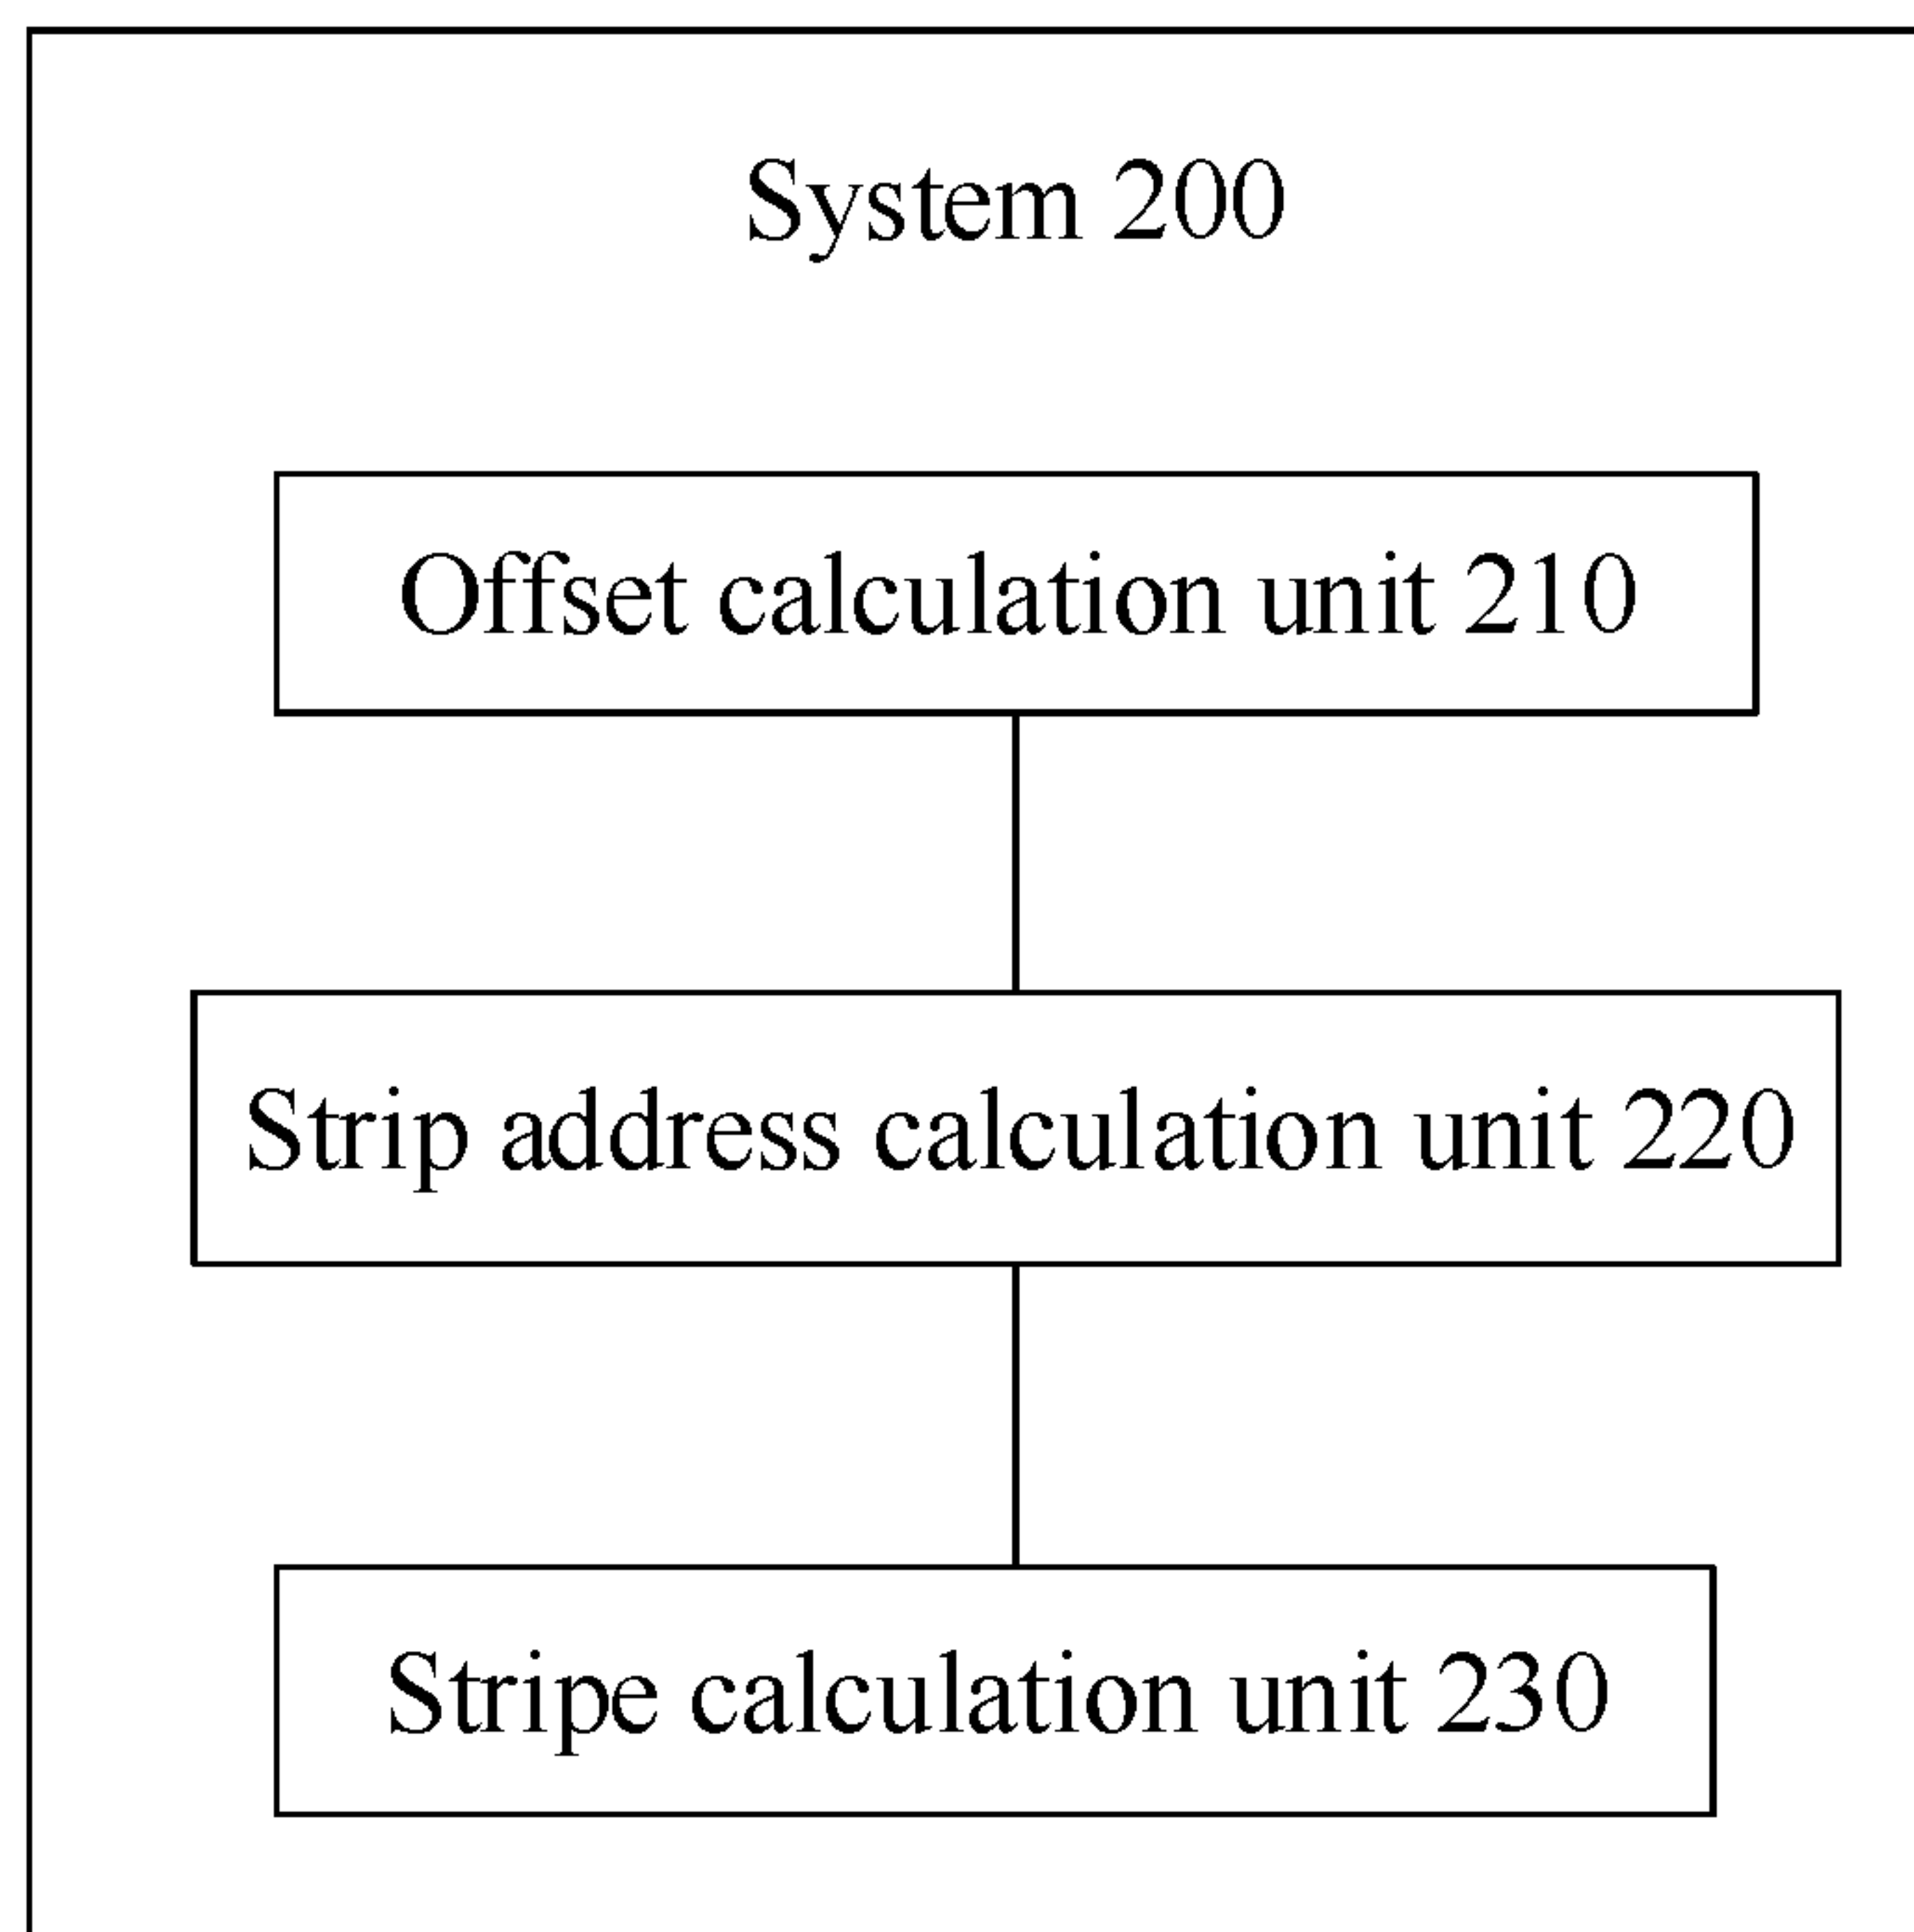 System 200
Offset calculation unit 210
Strip address calculation unit 220
Stripe calculation unit 230